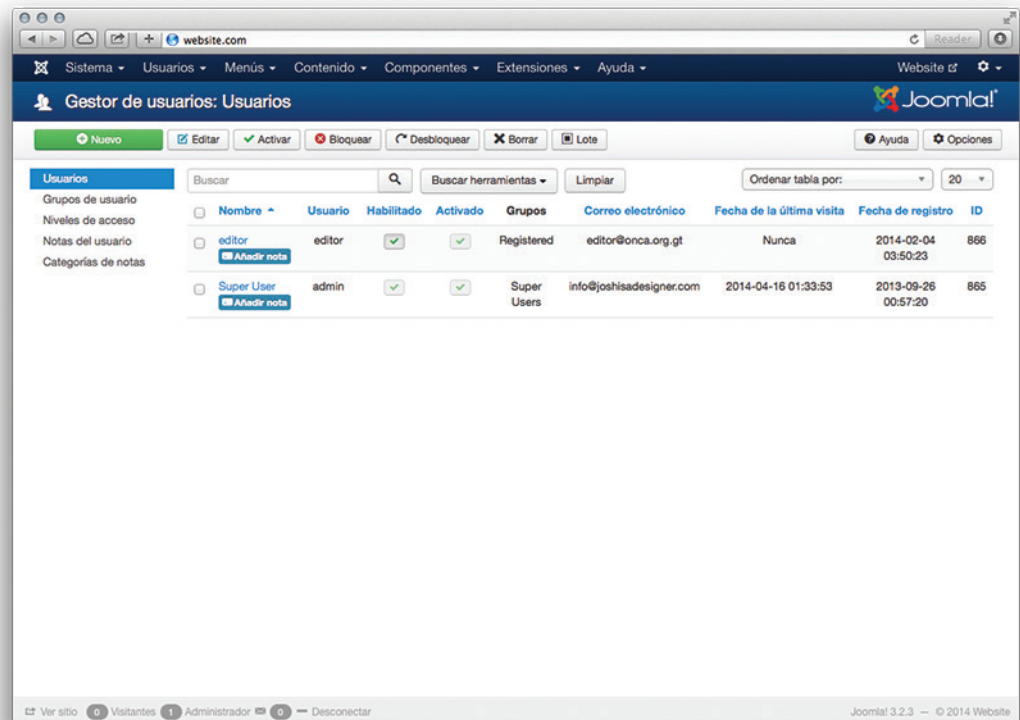 website.com
Reader
Sistema Usuarios Menús Contenido Componentes Extensiones Ayuda Website
Gestor de usuarios: Usuarios Joomla!
Nuevo Editar Activar Bloquear Desbloquear Borrar Lote Ayuda Opciones
Usuarios
Grupos de usuario
Niveles de acceso
Notas del usuario
Categorías de notas
Buscar Buscar herramientas Limpiar Ordenar tabla por: 20
Nombre Usuario Habilitado Activado Grupos Correo electrónico Fecha de la última visita Fecha de registro ID
editor editor Registered editor@onca.org.gt Nunca 2014-02-04 866
Añadir nota 03:50:23
Super User admin Super info@joshisadesigner.com 2014-04-16 01:33:53 2013-09-26 865
Añadir nota Users 00:57:20
Ver sitio 0 Visitantes 1 Administrador 0 Desconectar Joomla! 3.2.3 — © 2014 Website